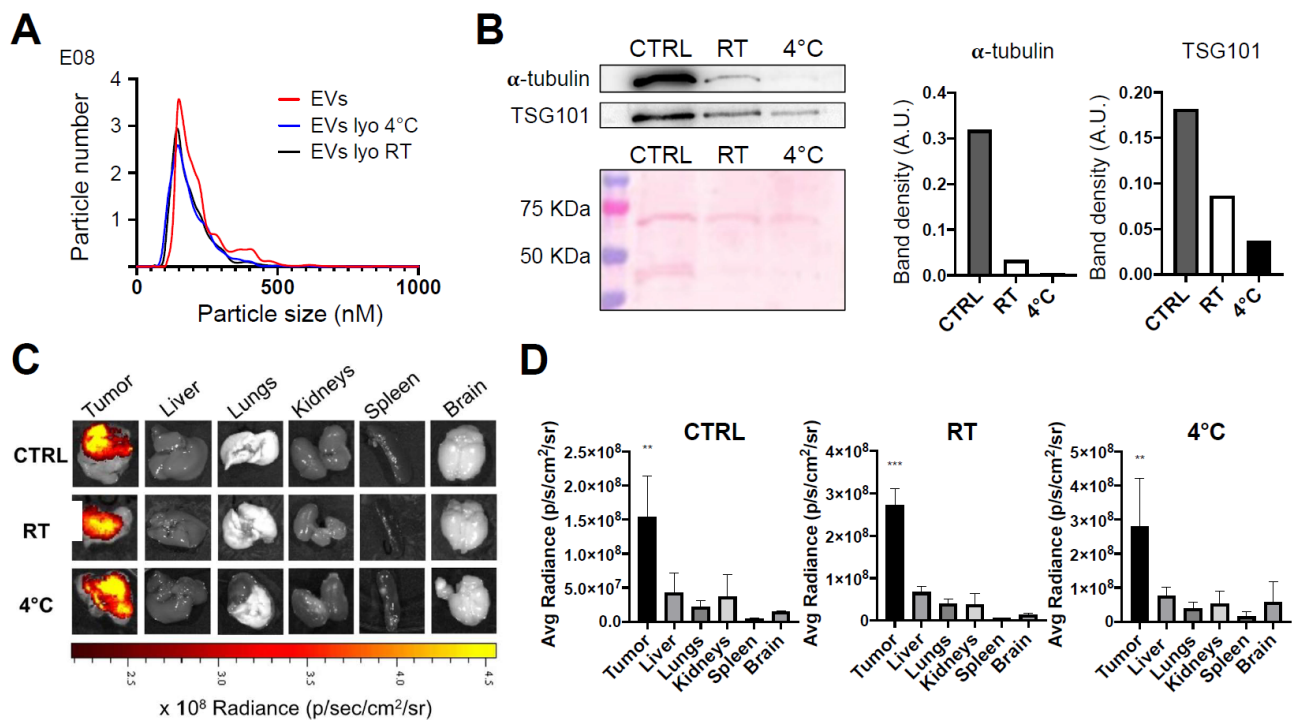 A
E08
Particle number
4
3
2
1
EVs
EVs lyo 4°C
EVs lyo RT
0
500
1000
Particle size (nM)
B
CTRL RT 4°C
α-tubulin
TSG101
CTRL RT 4°C
75 KDa
50 KDa
α-tubulin
Band density (A.U.)
0.4
0.3
0.2
0.1
0.0
CTRL
RT
4°C
TSG101
Band density (A.U.)
0.20
0.15
0.10
0.05
0.00
CTRL
RT
4°C
C
Tumor
Liver
Lungs
Kidneys
Spleen
Brain
CTRL
RT
4°C
2.5
3.0
3.5
4.0
4.5
x 10⁸ Radiance (p/sec/cm²/sr)
D
CTRL
Avg Radiance (p/s/cm²/sr)
2.5×10⁸
2.0×10⁸
1.5×10⁸
1.0×10⁸
5.0×10⁷
0.0
**
Tumor
Liver
Lungs
Kidneys
Spleen
Brain
RT
Avg Radiance (p/s/cm²/sr)
4×10⁸
3×10⁸
2×10⁸
1×10⁸
0
***
Tumor
Liver
Lungs
Kidneys
Spleen
Brain
4°C
Avg Radiance (p/s/cm²/sr)
5×10⁸
4×10⁸
3×10⁸
2×10⁸
1×10⁸
0
**
Tumor
Liver
Lungs
Kidneys
Spleen
Brain